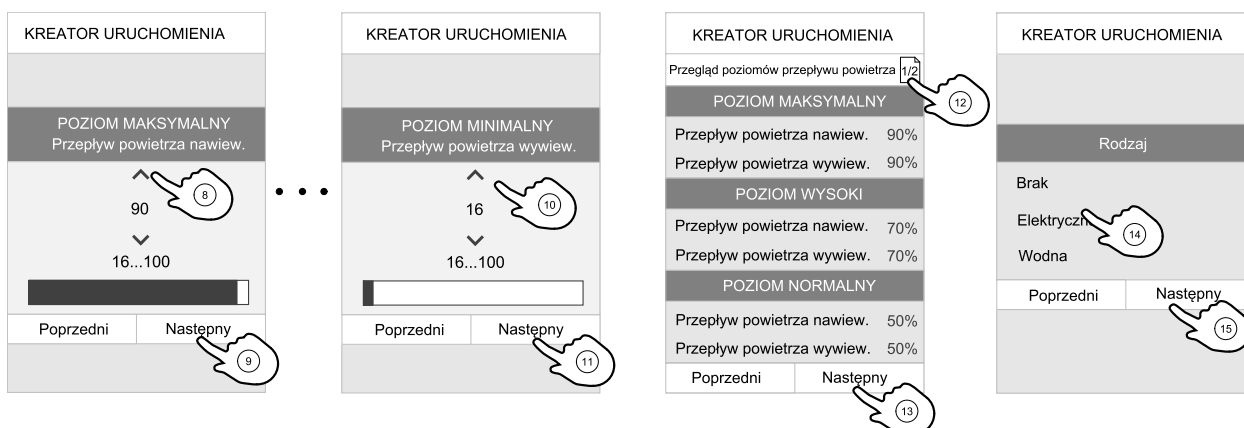 KREATOR URUCHOMIENIA
POZIOM MAKSYMALNY
Przepływ powietrza nawiew.
8
90
16...100
Poprzedni
Następny
9
KREATOR URUCHOMIENIA
POZIOM MINIMALNY
Przepływ powietrza wywiew.
10
16
16...100
Poprzedni
Następny
11
KREATOR URUCHOMIENIA
Przegląd poziomów przepływu powietrza 1/2
12
POZIOM MAKSYMALNY
Przepływ powietrza nawiew. 90%
Przepływ powietrza wywiew. 90%
POZIOM WYSOKI
Przepływ powietrza nawiew. 70%
Przepływ powietrza wywiew. 70%
POZIOM NORMALNY
Przepływ powietrza nawiew. 50%
Przepływ powietrza wywiew. 50%
Poprzedni
Następny
13
KREATOR URUCHOMIENIA
Rodzaj
Brak
Elektryczn
14
Wodna
Poprzedni
Następny
15